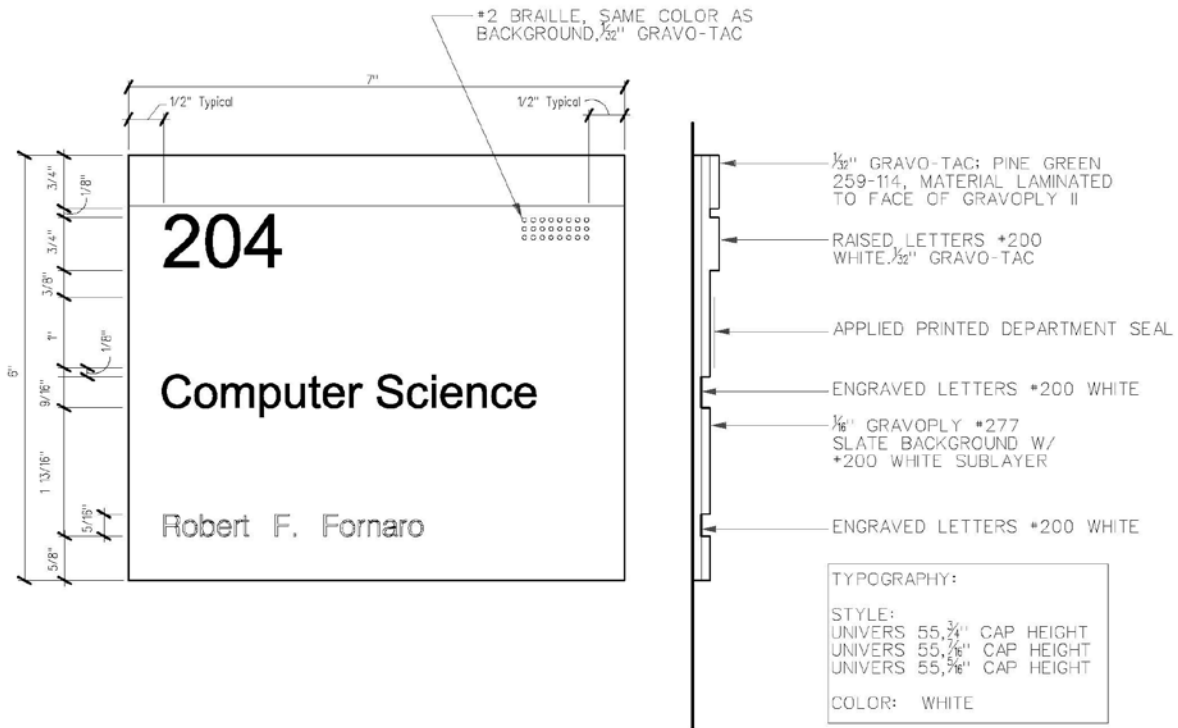 #2 BRAILLE, SAME COLOR AS
BACKGROUND,1/32" GRAVO-TAC
7"
1/2" Typical
1/2" Typical
3/4"
1/8"
3/4"
3/8"
1"
1/8"
6"
9/16"
1 13/16"
5/16"
5/8"
204
Computer Science
Robert F. Fornaro
1/32" GRAVO-TAC; PINE GREEN
259-114, MATERIAL LAMINATED
TO FACE OF GRAVOPLY II
RAISED LETTERS #200
WHITE.1/32" GRAVO-TAC
APPLIED PRINTED DEPARTMENT SEAL
ENGRAVED LETTERS #200 WHITE
1/16" GRAVOPLY #277
SLATE BACKGROUND W/
#200 WHITE SUBLAYER
ENGRAVED LETTERS #200 WHITE
TYPOGRAPHY:
STYLE:
UNIVERS 55,3/4" CAP HEIGHT
UNIVERS 55,7/16" CAP HEIGHT
UNIVERS 55,5/16" CAP HEIGHT
COLOR: WHITE